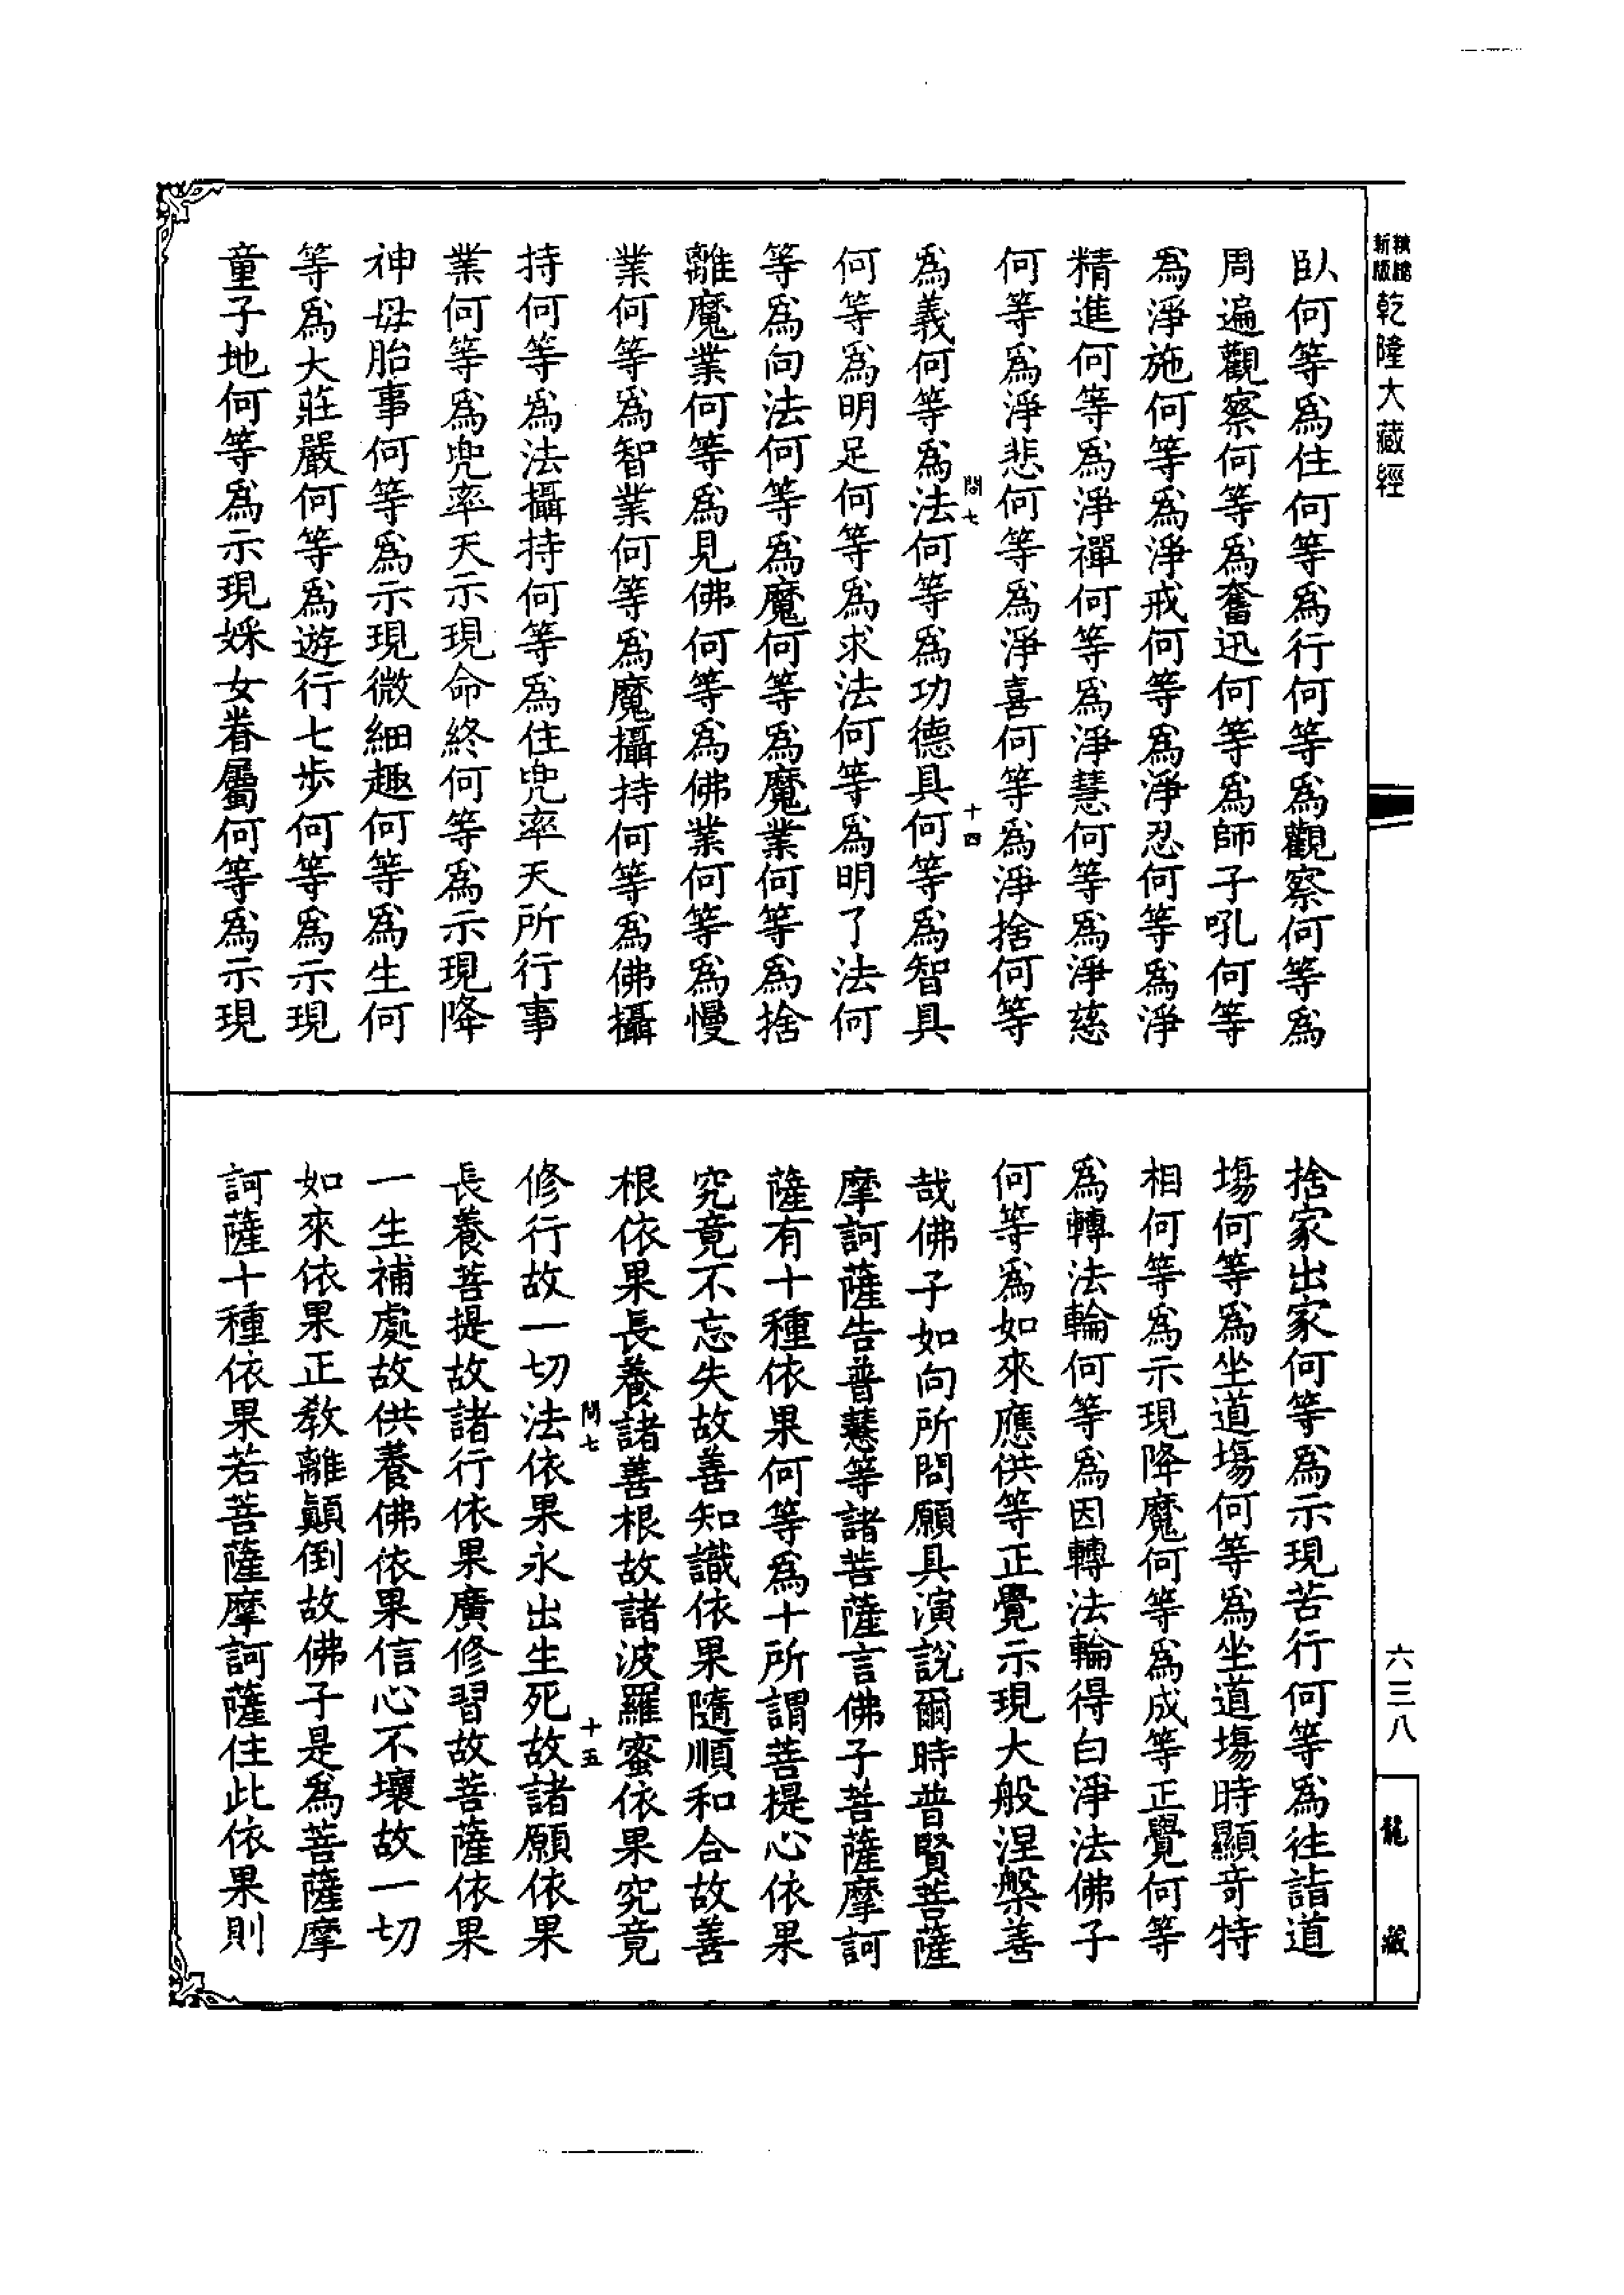 新版
精縮
乾隆大藏經
臥何等爲住何等爲行何等爲觀察何等爲
周遍觀察何等爲奮迅何等爲師子吼何等
爲淨施何等爲淨戒何等爲淨忍何等爲淨
精進何等爲淨禪何等爲淨慧何等爲淨慈
何等爲淨悲何等爲淨喜何等爲淨捨何等
問七
十四
爲義何等爲法何等爲功德具何等爲智具
何等爲明足何等爲求法何等爲明了法何
等爲向法何等爲魔何等爲魔業何等爲捨
離魔業何等爲見佛何等爲佛業何等爲慢
業何等爲智業何等爲魔攝持何等爲佛攝
持何等爲法攝持何等爲住兜率天所行事
業何等爲兜率天示現命終何等爲示現降
神母胎事何等爲示現微細趣何等爲生何
等爲大莊嚴何等爲遊行七步何等爲示現
童子地何等爲示現婇女眷屬何等爲示現
捨家出家何等爲示現苦行何等爲往詣道
場何等爲坐道場何等爲坐道場時顯奇特
相何等爲示現降魔何等爲成等正覺何等
爲轉法輪何等爲因轉法輪得白淨法佛子
何等爲如來應供等正覺示現大般涅槃善
哉佛子如向所問願具演說爾時普賢菩薩
摩訶薩告普慧等諸菩薩言佛子菩薩摩訶
薩有十種依果何等爲十所謂菩提心依果
究竟不忘失故善知識依果隨順和合故善
根依果長養諸善根故諸波羅蜜依果究竟
問七
十五
修行故一切法依果永出生死故諸願依果
長養菩提故諸行依果廣修習故菩薩依果
一生補處故供養佛依果信心不壞故一切
如來依果正教離顛倒故佛子是爲菩薩摩
訶薩十種依果若菩薩摩訶薩住此依果則
六三八
龍藏